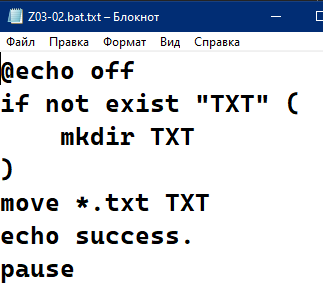 Z03-02.bat.txt – Блокнот
Файл Правка Формат Вид Справка
@echo off
if not exist "TXT" (
    mkdir TXT
)
move *.txt TXT
echo success.
pause